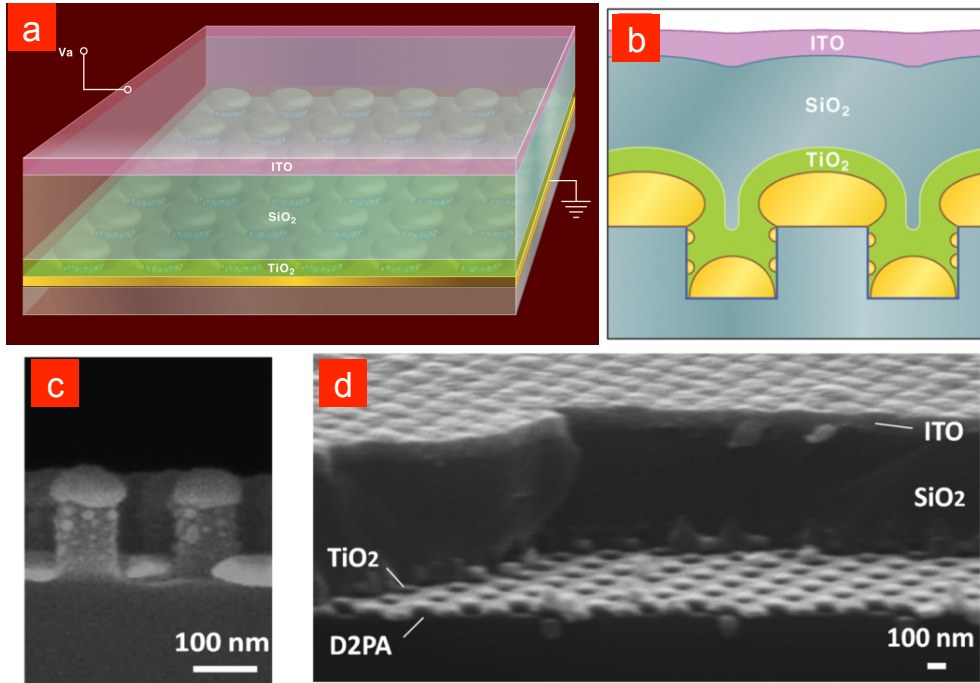 a
Va
ITO
SiO₂
TiO₂
b
ITO
SiO₂
TiO₂
c
100 nm
d
ITO
SiO2
TiO2
D2PA
100 nm